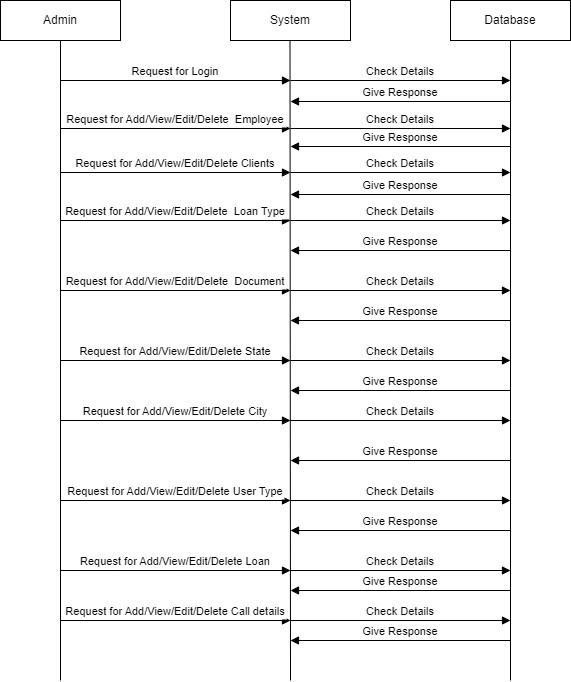 Admin
System
Database
Request for Login
Check Details
Give Response
Request for Add/View/Edit/Delete  Employee
Check Details
Give Response
Request for Add/View/Edit/Delete Clients
Check Details
Give Response
Request for Add/View/Edit/Delete  Loan Type
Check Details
Give Response
Request for Add/View/Edit/Delete  Document
Check Details
Give Response
Request for Add/View/Edit/Delete State
Check Details
Give Response
Request for Add/View/Edit/Delete City
Check Details
Give Response
Request for Add/View/Edit/Delete User Type
Check Details
Give Response
Request for Add/View/Edit/Delete Loan
Check Details
Give Response
Request for Add/View/Edit/Delete Call details
Check Details
Give Response